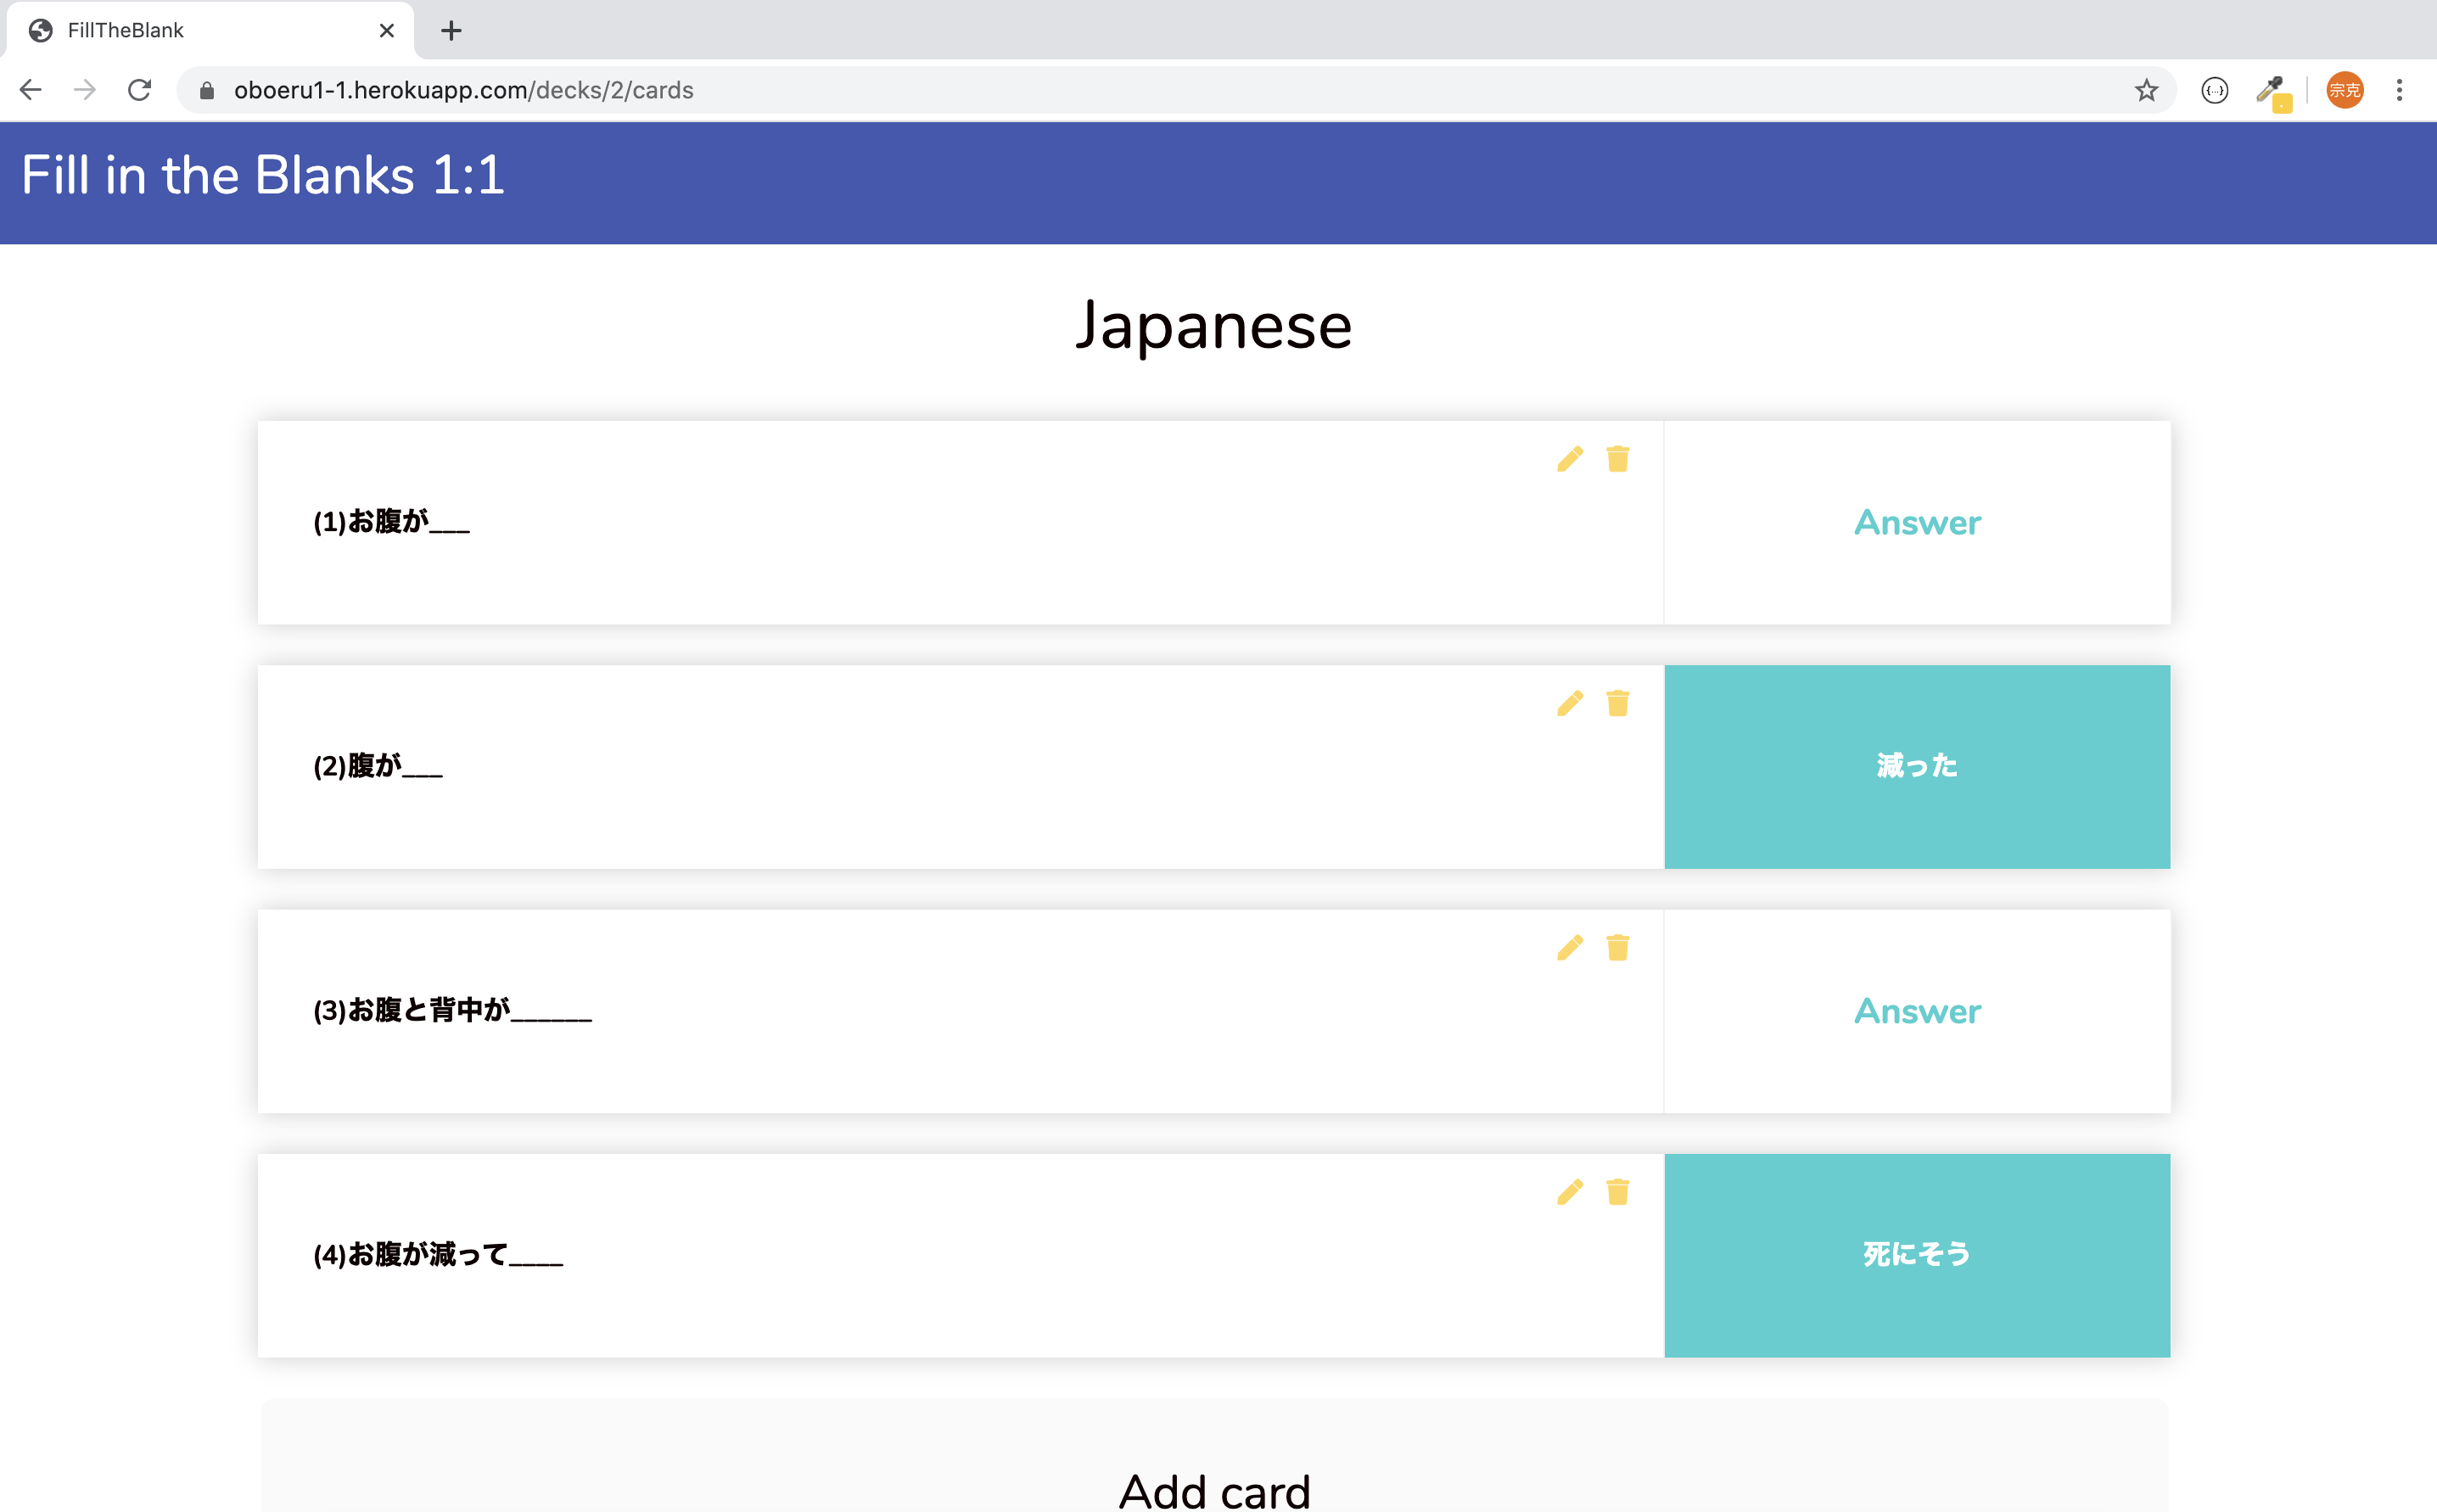 FillTheBlank
oboeru1-1.herokuapp.com/decks/2/cards
宗克
Fill in the Blanks 1:1
Japanese
(1)お腹が___
Answer
(2)腹が___
減った
(3)お腹と背中が______
Answer
(4)お腹が減って____
死にそう
Add card